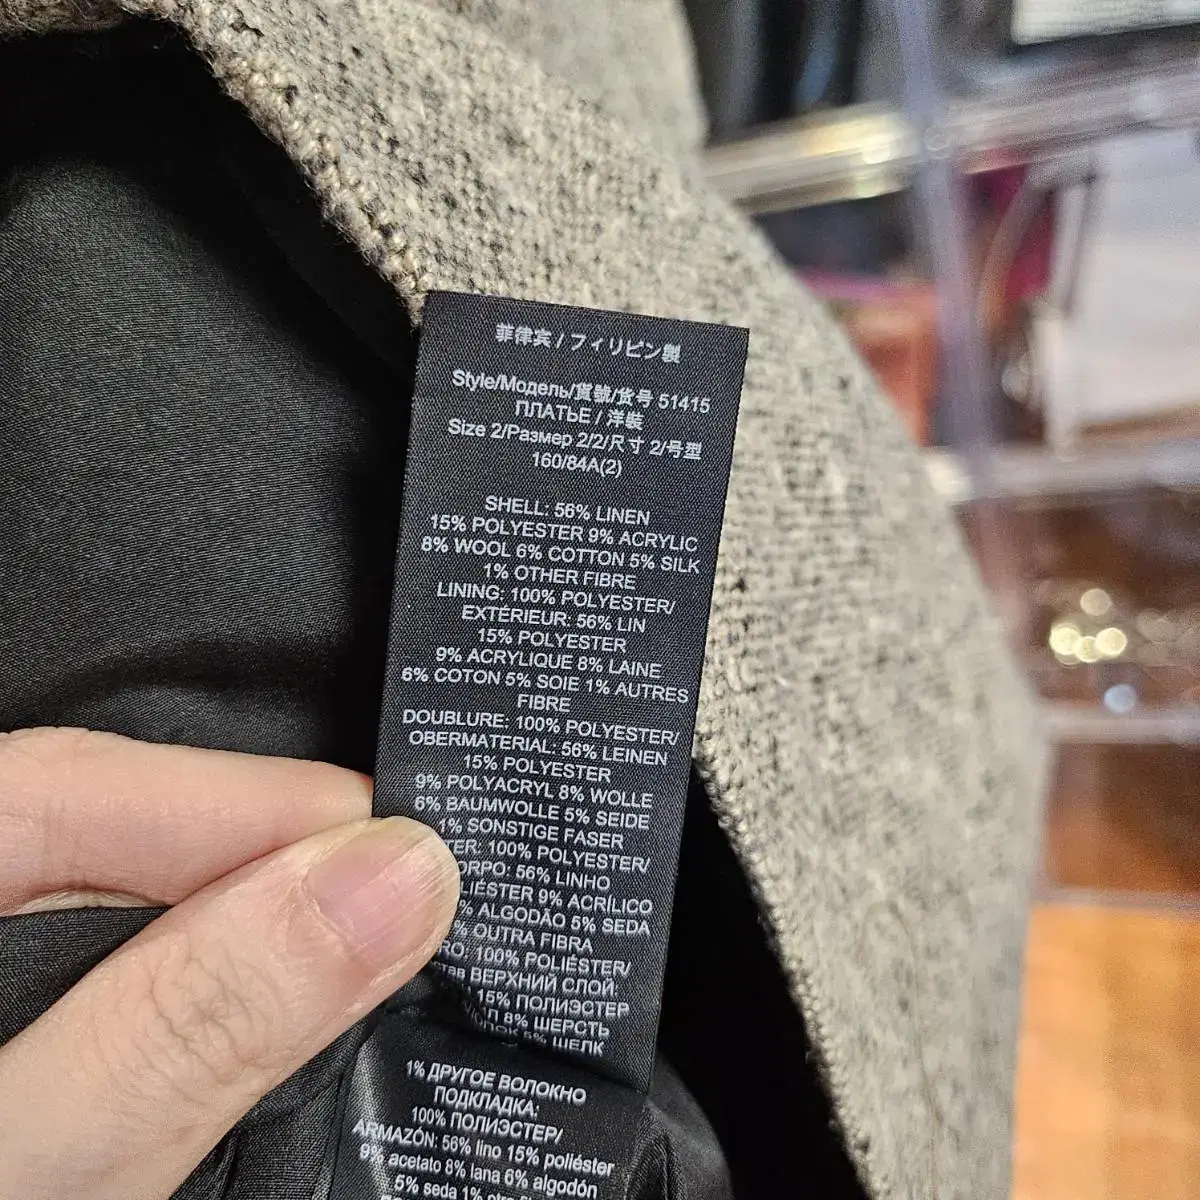 菲律宾 / フィリピン製
Style/Модель/貨號/货号 51415
ПЛАТЬЕ / 洋裝
Size 2/Размер 2/2/尺寸 2/号型
160/84A(2)
SHELL: 56% LINEN
15% POLYESTER 9% ACRYLIC
8% WOOL 6% COTTON 5% SILK
1% OTHER FIBRE
LINING: 100% POLYESTER/
EXTÉRIEUR: 56% LIN
15% POLYESTER
9% ACRYLIQUE 8% LAINE
6% COTON 5% SOIE 1% AUTRES
FIBRE
DOUBLURE: 100% POLYESTER/
OBERMATERIAL: 56% LEINEN
15% POLYESTER
9% POLYACRYL 8% WOLLE
6% BAUMWOLLE 5% SEIDE
1% SONSTIGE FASER
100% POLYESTER/
56% LINHO
9% ACRÍLICO
% ALGODÃO 5% SEDA
% OUTRA FIBRA
100% POLIÉSTER/
ВЕРХНИЙ СЛОЙ:
15% ПОЛИЭСТЕР
8% ШЕРСТЬ
5% ШЕЛК
1% ДРУГОЕ ВОЛОКНО
ПОДКЛАДКА:
100% ПОЛИЭСТЕР/
ARMAZÓN: 56% lino 15% poliéster
9% acetato 8% lana 6% algodón
5% seda 1%